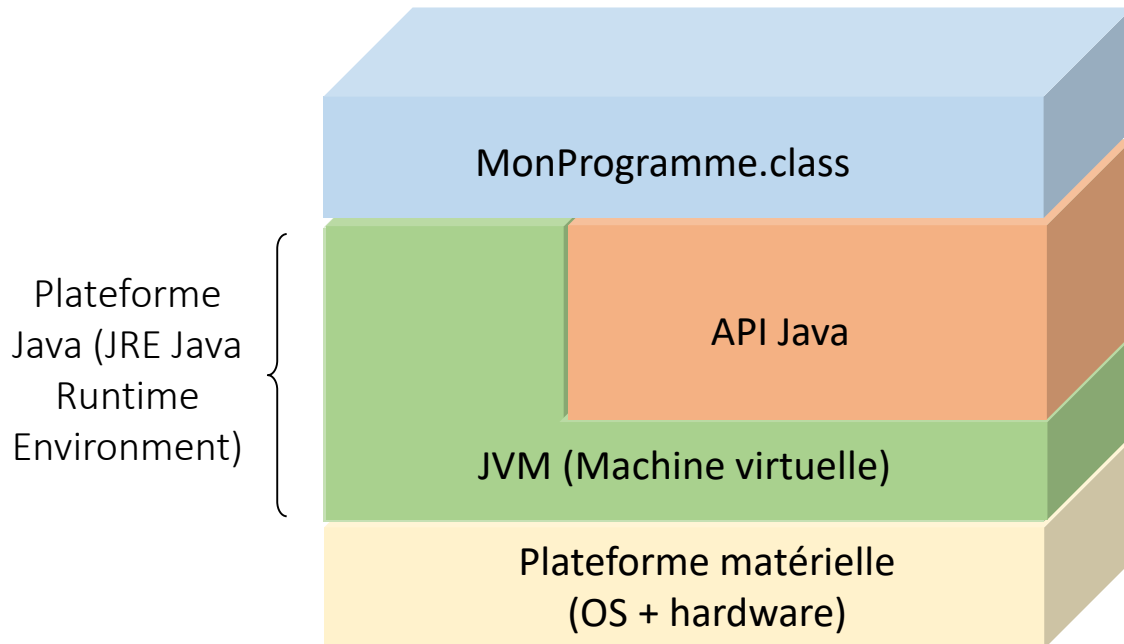 MonProgramme.class
Plateforme
Java (JRE Java
Runtime
Environment)
API Java
JVM (Machine virtuelle)
Plateforme matérielle
(OS + hardware)